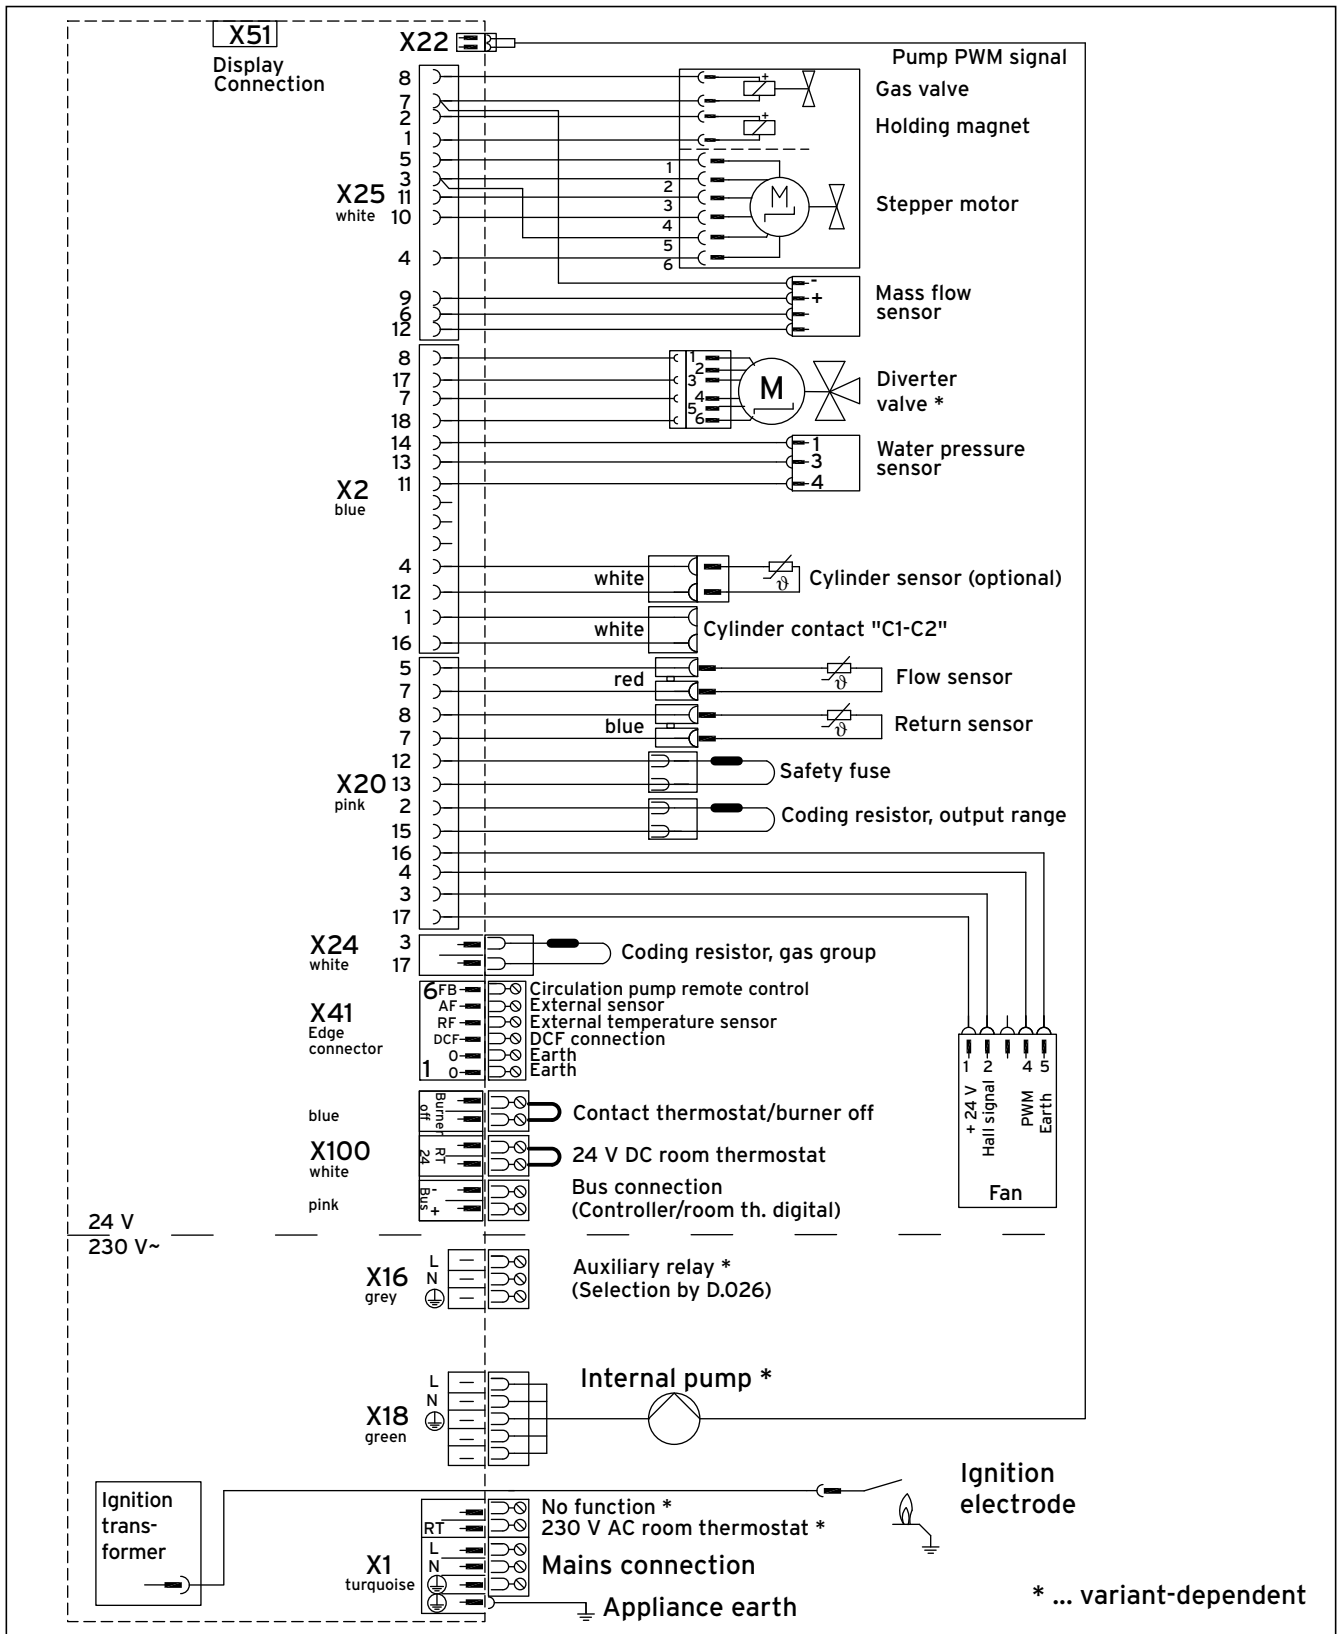 X51
Display
Connection
X22
Pump PWM signal
8
7
2
1
5
3
11
10
4
9
6
12
X25
white
Gas valve
+
Holding magnet
+
1
2
3
4
5
6
M
Stepper motor
-
+
Mass flow
sensor
8
17
7
18
14
13
11
X2
blue
4
12
1
16
1
2
3
4
5
6
M
Diverter
valve *
1
3
4
Water pressure
sensor
white
ϑ
Cylinder sensor (optional)
white
Cylinder contact "C1-C2"
5
7
8
7
12
13
2
15
16
4
3
17
X20
pink
red
ϑ
Flow sensor
blue
ϑ
Return sensor
Safety fuse
Coding resistor, output range
X24
white
3
17
Coding resistor, gas group
X41
Edge
connector
6 FB
AF
RF
DCF
0
1 0
Circulation pump remote control
External sensor
External temperature sensor
DCF connection
Earth
Earth
1 2 4 5
+ 24 V
Hall signal
PWM
Earth
Fan
blue
Burner
off
Contact thermostat/burner off
X100
white
RT
24
24 V DC room thermostat
pink
Bus
-
+
Bus connection
(Controller/room th. digital)
24 V
230 V~
X16
grey
L
N
Auxiliary relay *
(Selection by D.026)
X18
green
L
N
Internal pump *
Ignition
trans-
former
Ignition
electrode
X1
turquoise
RT
L
N
No function *
230 V AC room thermostat *
Mains connection
Appliance earth
* ... variant-dependent